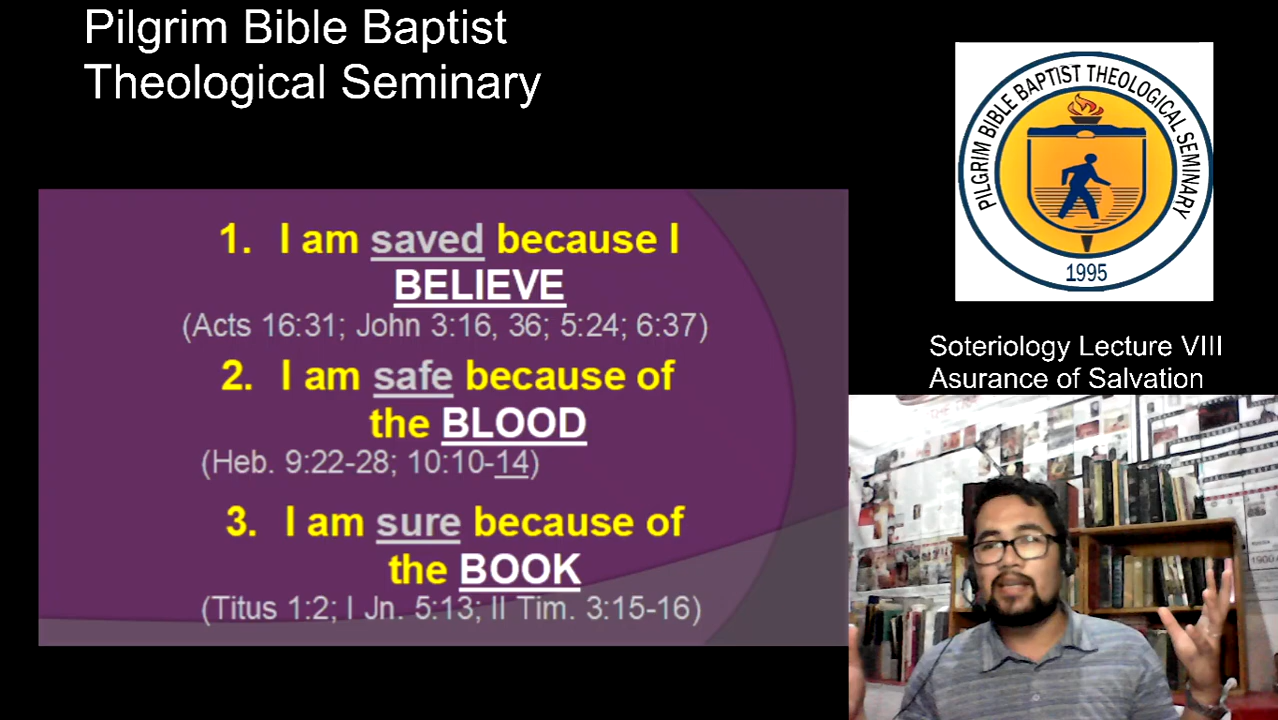 Pilgrim Bible Baptist
Theological Seminary
1. I am saved because I
BELIEVE
(Acts 16:31; John 3:16, 36; 5:24; 6:37)
2. I am safe because of
the BLOOD
(Heb. 9:22-28; 10:10-14)
3. I am sure because of
the BOOK
(Titus 1:2; I Jn. 5:13; II Tim. 3:15-16)
PILGRIM BIBLE BAPTIST THEOLOGICAL SEMINARY
1995
Soteriology Lecture VIII
Asurance of Salvation